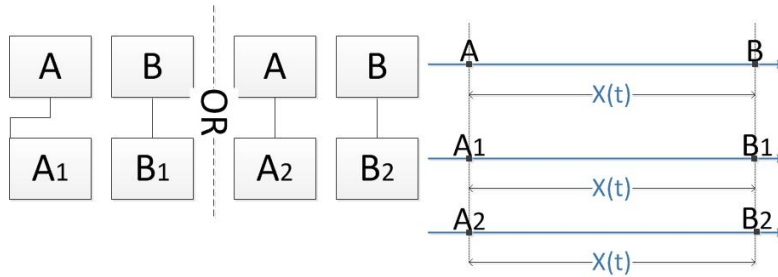 A B A B
OR
A1 B1 A2 B2
A B
X(t)
A1 B1
X(t)
A2 B2
X(t)